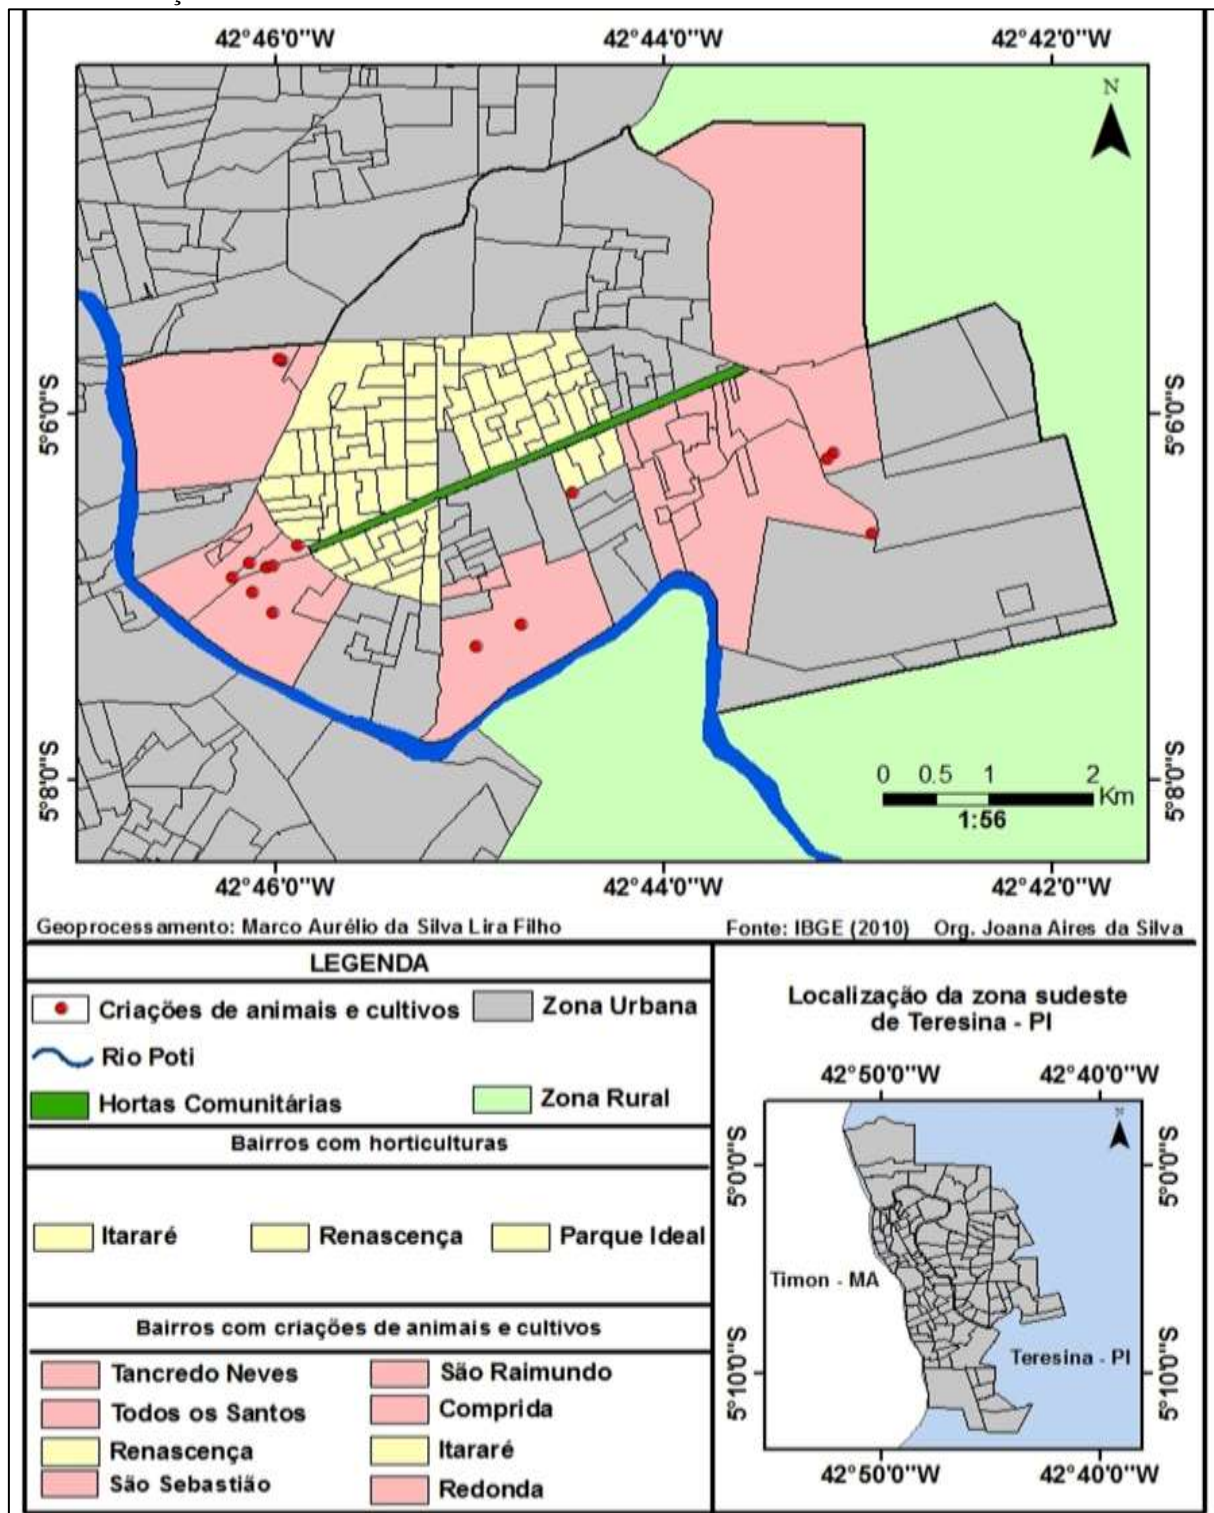 42°46'0"W 42°44'0"W 42°42'0"W
N
5°6'0"S 5°6'0"S
5°8'0"S 5°8'0"S
0 0.5 1 2
Km
1:56
42°46'0"W 42°44'0"W 42°42'0"W
Geoprocessamento: Marco Aurélio da Silva Lira Filho Fonte: IBGE (2010) Org. Joana Aires da Silva
LEGENDA
Criações de animais e cultivos Zona Urbana
Rio Poti
Hortas Comunitárias Zona Rural
Bairros com horticulturas
Itararé Renascença Parque Ideal
Bairros com criações de animais e cultivos
Tancredo Neves São Raimundo
Todos os Santos Comprida
Renascença Itararé
São Sebastião Redonda
Localização da zona sudeste
de Teresina - PI
42°50'0"W 42°40'0"W
N
5°0'0"S 5°0'0"S
Timon - MA
Teresina - PI
5°10'0"S 5°10'0"S
42°50'0"W 42°40'0"W